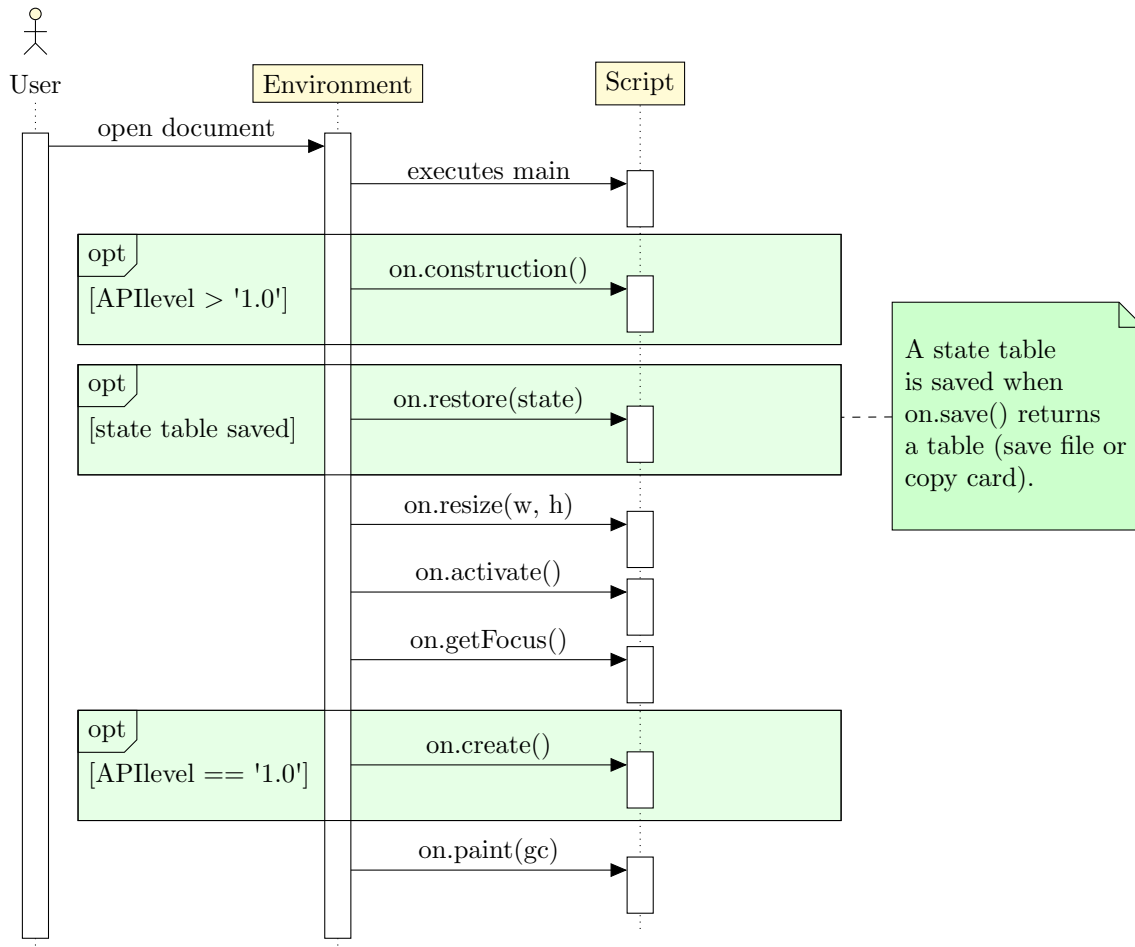 User
Environment
Script
open document
executes main
opt
on.construction()
[APIlevel > '1.0']
opt
on.restore(state)
[state table saved]
A state table
is saved when
on.save() returns
a table (save file or
copy card).
on.resize(w, h)
on.activate()
on.getFocus()
opt
on.create()
[APIlevel == '1.0']
on.paint(gc)